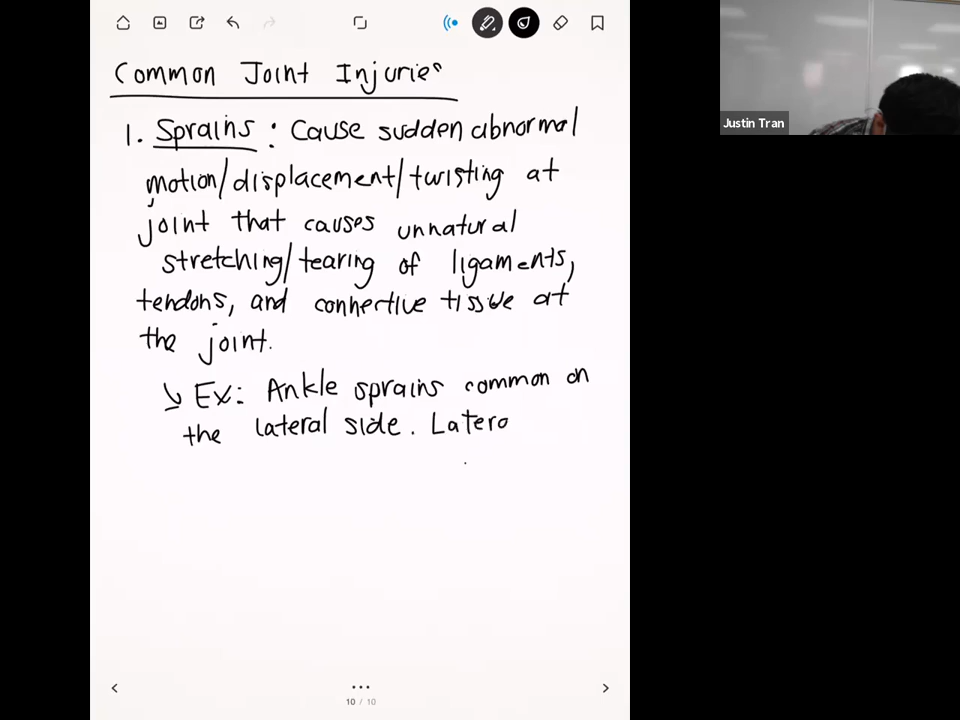 Common Joint Injuries
1. Sprains: Cause sudden abnormal
motion/displacement/twisting at
joint that causes unnatural
stretching/tearing of ligaments,
tendons, and connective tissue at
the joint.
↳ Ex: Ankle sprains common on
the lateral side. Latero
10 / 10
Justin Tran